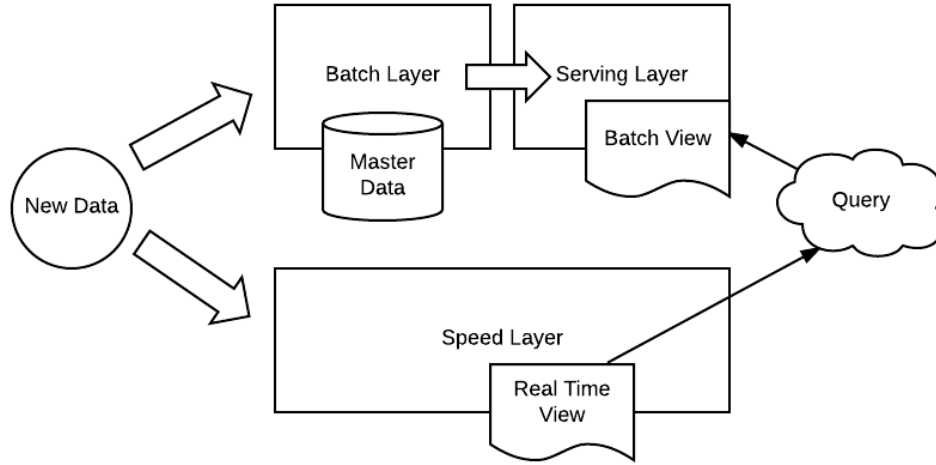 Batch Layer
Serving Layer
Master
Data
Batch View
New Data
Query
Speed Layer
Real Time
View